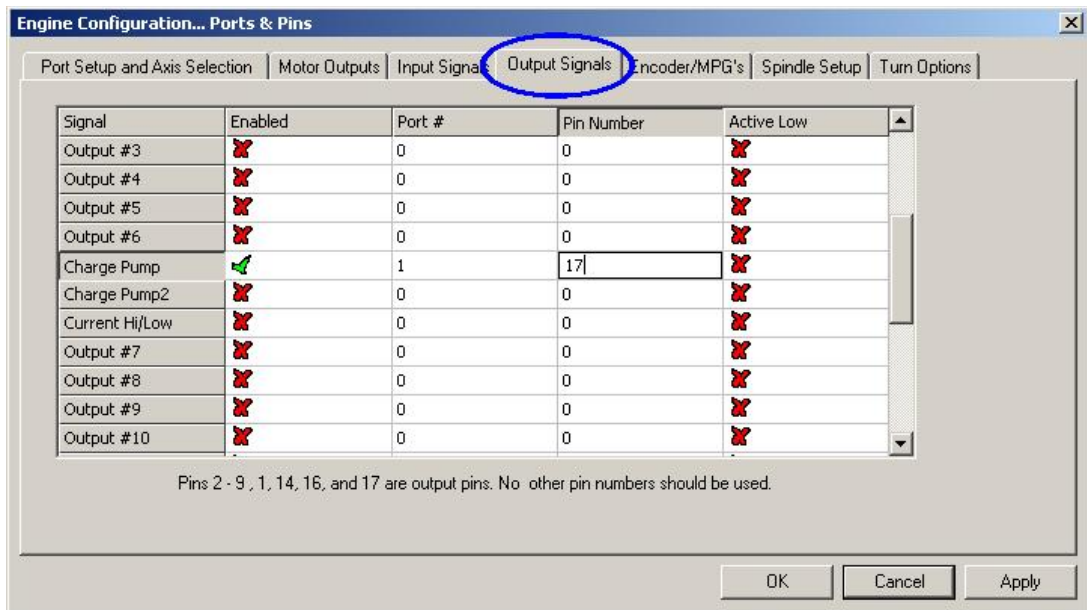 Engine Configuration... Ports & Pins
Port Setup and Axis Selection Motor Outputs Input Signals Output Signals Encoder/MPG's Spindle Setup Turn Options
Signal Enabled Port # Pin Number Active Low
Output #3 0 0
Output #4 0 0
Output #5 0 0
Output #6 0 0
Charge Pump 1 17
Charge Pump2 0 0
Current Hi/Low 0 0
Output #7 0 0
Output #8 0 0
Output #9 0 0
Output #10 0 0
Pins 2 - 9 , 1, 14, 16, and 17 are output pins. No other pin numbers should be used.
OK Cancel Apply